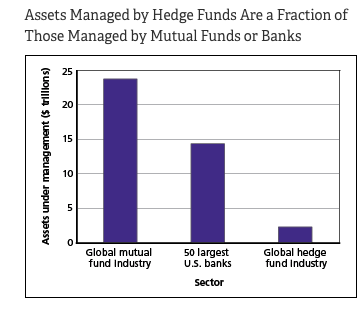 Assets Managed by Hedge Funds Are a Fraction of
Those Managed by Mutual Funds or Banks
Assets under management ($ trillions)
25
20
15
10
5
0
Global mutual
fund industry
50 largest
U.S. banks
Global hedge
fund industry
Sector